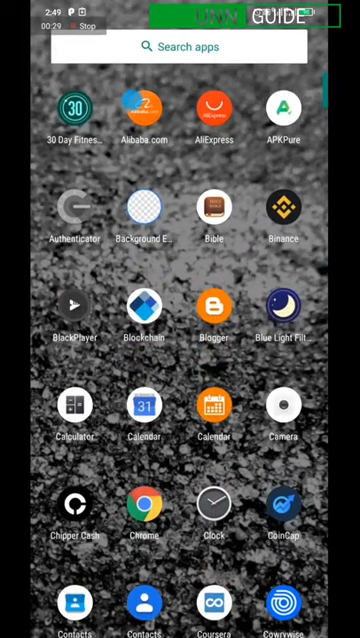 2:49
UNN GUIDE
00:29 Stop
Search apps
30 Day Fitnes... Alibaba.com AliExpress APKPure
Authenticator Background E... Bible Binance
BlackPlayer Blockchain Blogger Blue Light Filt...
Calculator Calendar Calendar Camera
Chipper Cash Chrome Clock CoinCap
Contacts Contacts Coursera Cowrywise